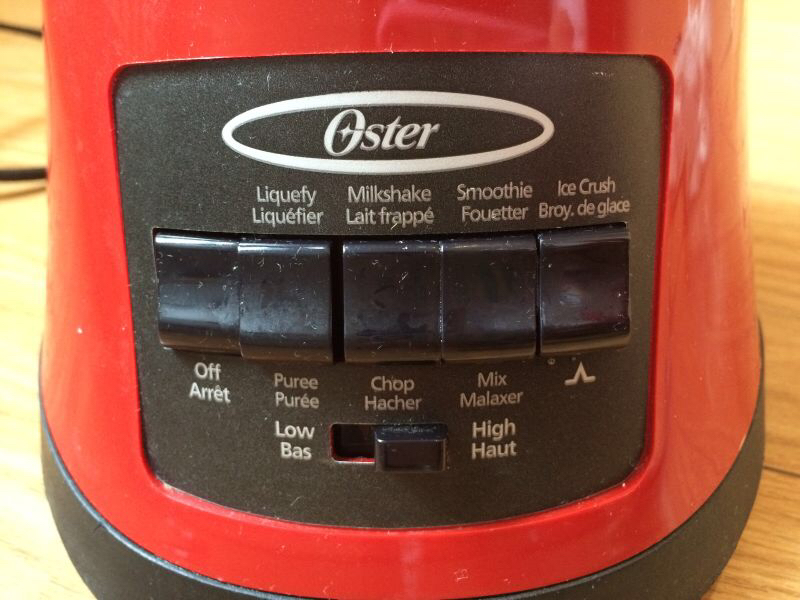 Oster
Liquefy
Liquéfier
Milkshake
Lait frappé
Smoothie
Fouetter
Ice Crush
Broy. de glace
Off
Arrêt
Puree
Purée
Chop
Hacher
Mix
Malaxer
Low
Bas
High
Haut